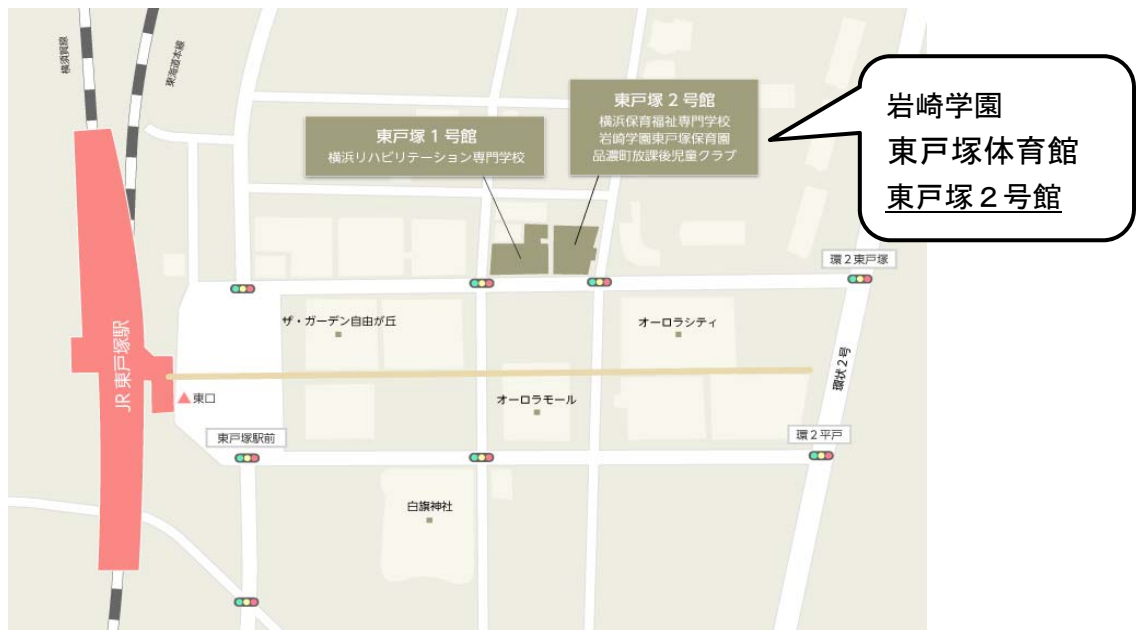 横須賀線
東海道本線
東戸塚１号館
横浜リハビリテーション専門学校
東戸塚２号館
横浜保育福祉専門学校
岩崎学園東戸塚保育園
品濃町放課後児童クラブ
岩崎学園
東戸塚体育館
東戸塚２号館
環２東戸塚
ザ・ガーデン自由が丘
オーロラシティ
JR 東戸塚駅
東口
オーロラモール
環状２号
東戸塚駅前
環２平戸
白旗神社